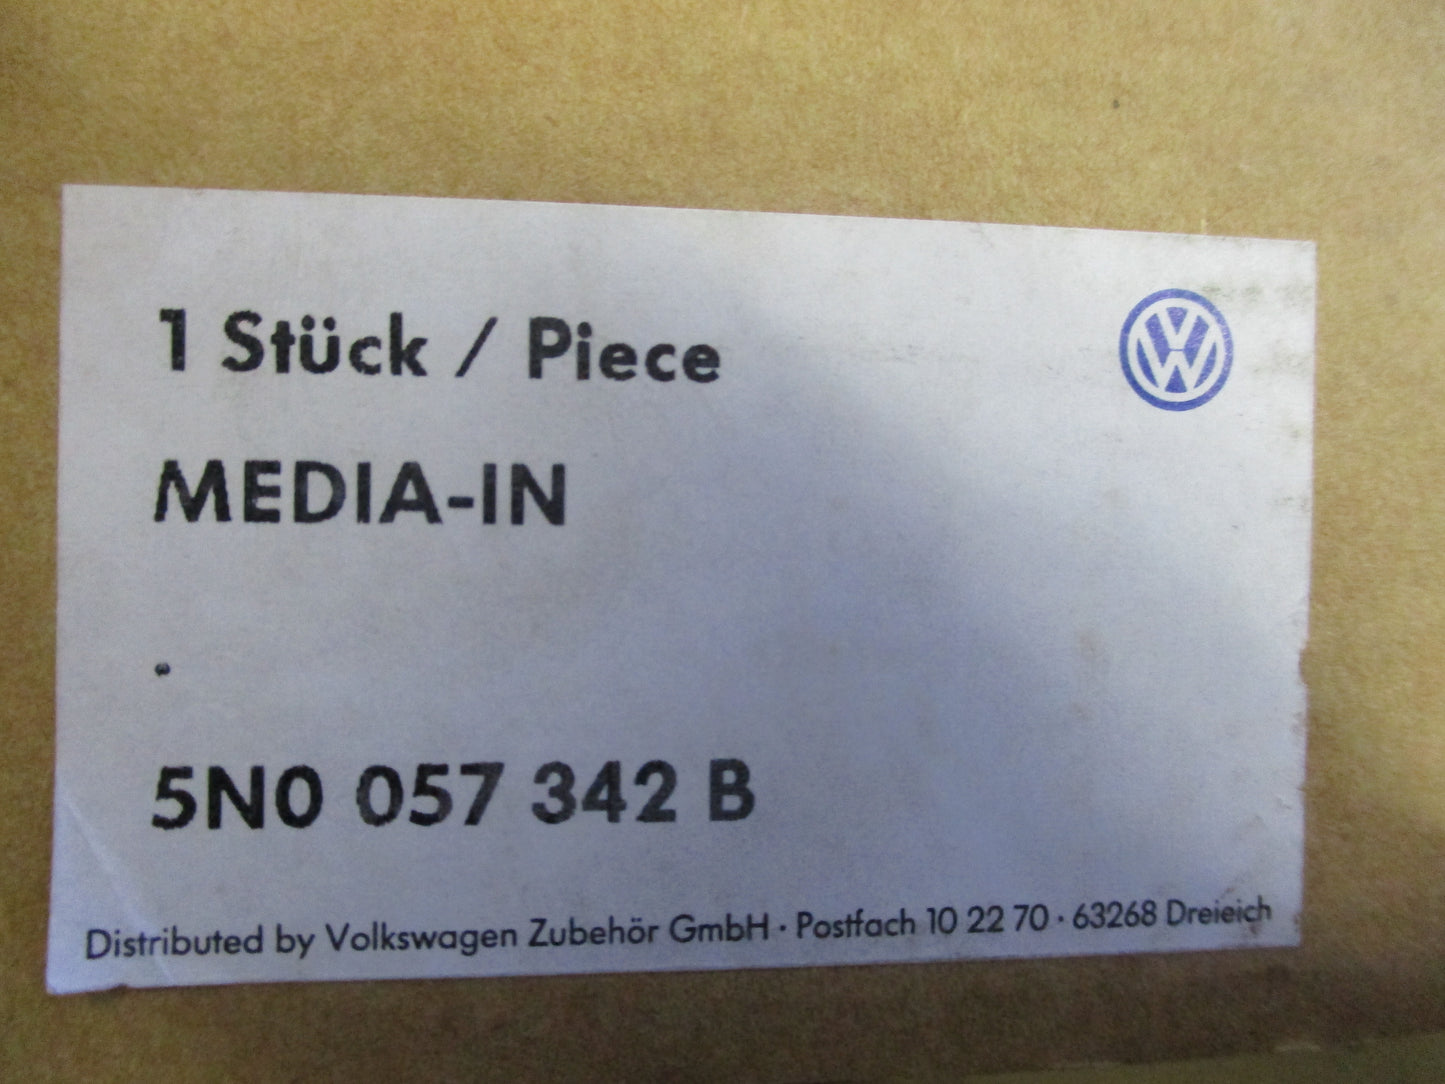 1 Stück / Piece
MEDIA-IN
.
5N0 057 342 B
Distributed by Volkswagen Zubehör GmbH · Postfach 10 22 70 · 63268 Dreieich